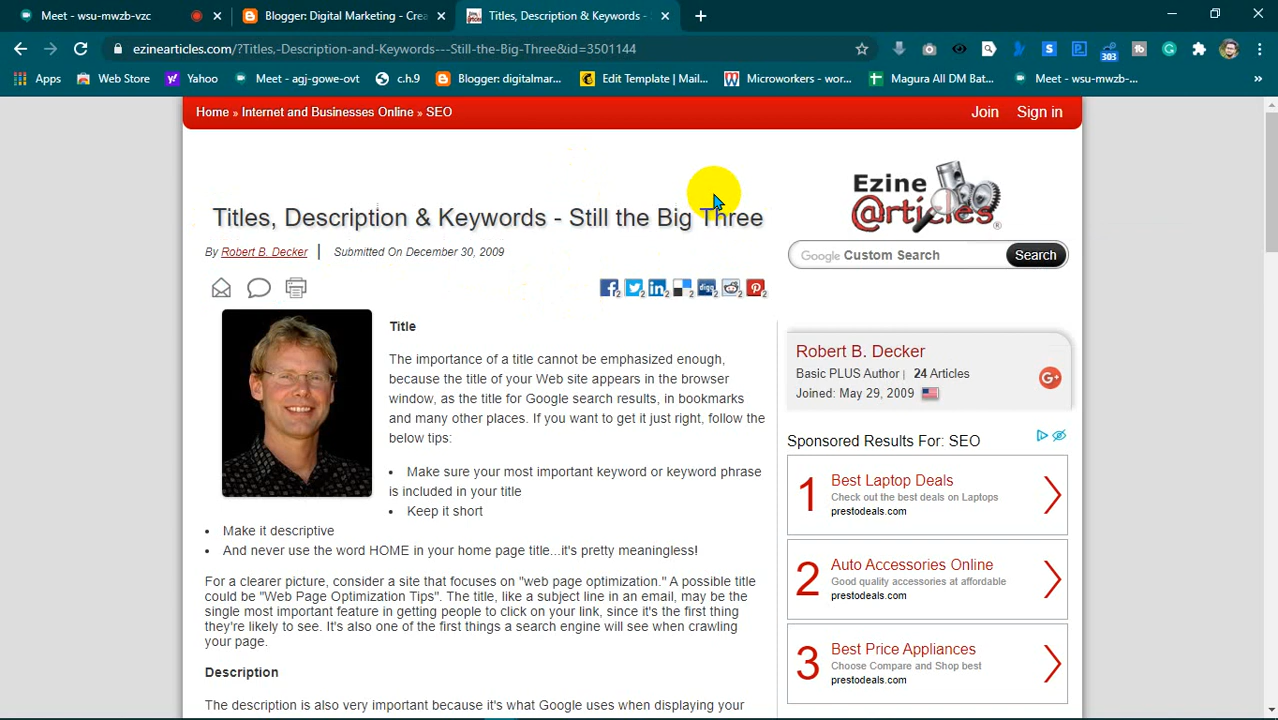 Meet - wsu-mwzb-vzc
Blogger: Digital Marketing - Crea
Titles, Description & Keywords -
ezinearticles.com/?Titles,-Description-and-Keywords---Still-the-Big-Three&id=3501144
303
Apps
Web Store
Yahoo
Meet - agj-gowe-ovt
c.h.9
Blogger: digitalmar...
Edit Template | Mail...
Microworkers - wor...
Magura All DM Bat...
Meet - wsu-mwzb-...
Home » Internet and Businesses Online » SEO
Join
Sign in
Titles, Description & Keywords - Still the Big Three
Ezine
@rticles
By Robert B. Decker | Submitted On December 30, 2009
Google Custom Search
Search
2 2 2 2 2 2 2
Title
The importance of a title cannot be emphasized enough,
because the title of your Web site appears in the browser
window, as the title for Google search results, in bookmarks
and many other places. If you want to get it just right, follow the
below tips:
• Make sure your most important keyword or keyword phrase
is included in your title
• Keep it short
• Make it descriptive
• And never use the word HOME in your home page title...it's pretty meaningless!
For a clearer picture, consider a site that focuses on "web page optimization." A possible title
could be "Web Page Optimization Tips". The title, like a subject line in an email, may be the
single most important feature in getting people to click on your link, since it's the first thing
they're likely to see. It's also one of the first things a search engine will see when crawling
your page.
Description
The description is also very important because it's what Google uses when displaying your
Robert B. Decker
Basic PLUS Author | 24 Articles
Joined: May 29, 2009
G+
Sponsored Results For: SEO
1
Best Laptop Deals
Check out the best deals on Laptops
prestodeals.com
2
Auto Accessories Online
Good quality accessories at affordable
prestodeals.com
3
Best Price Appliances
Choose Compare and Shop best
prestodeals.com